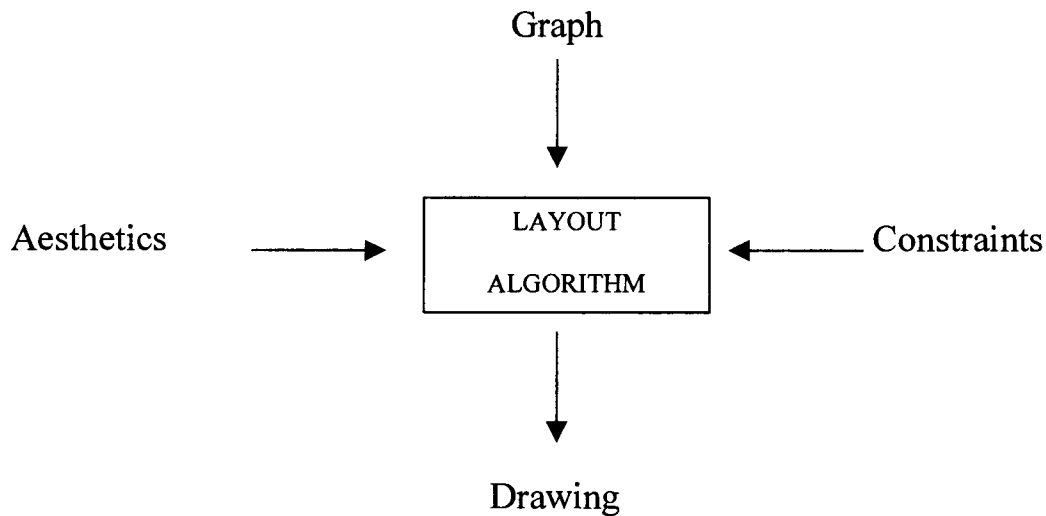 Graph
Aesthetics
LAYOUT
ALGORITHM
Constraints
Drawing